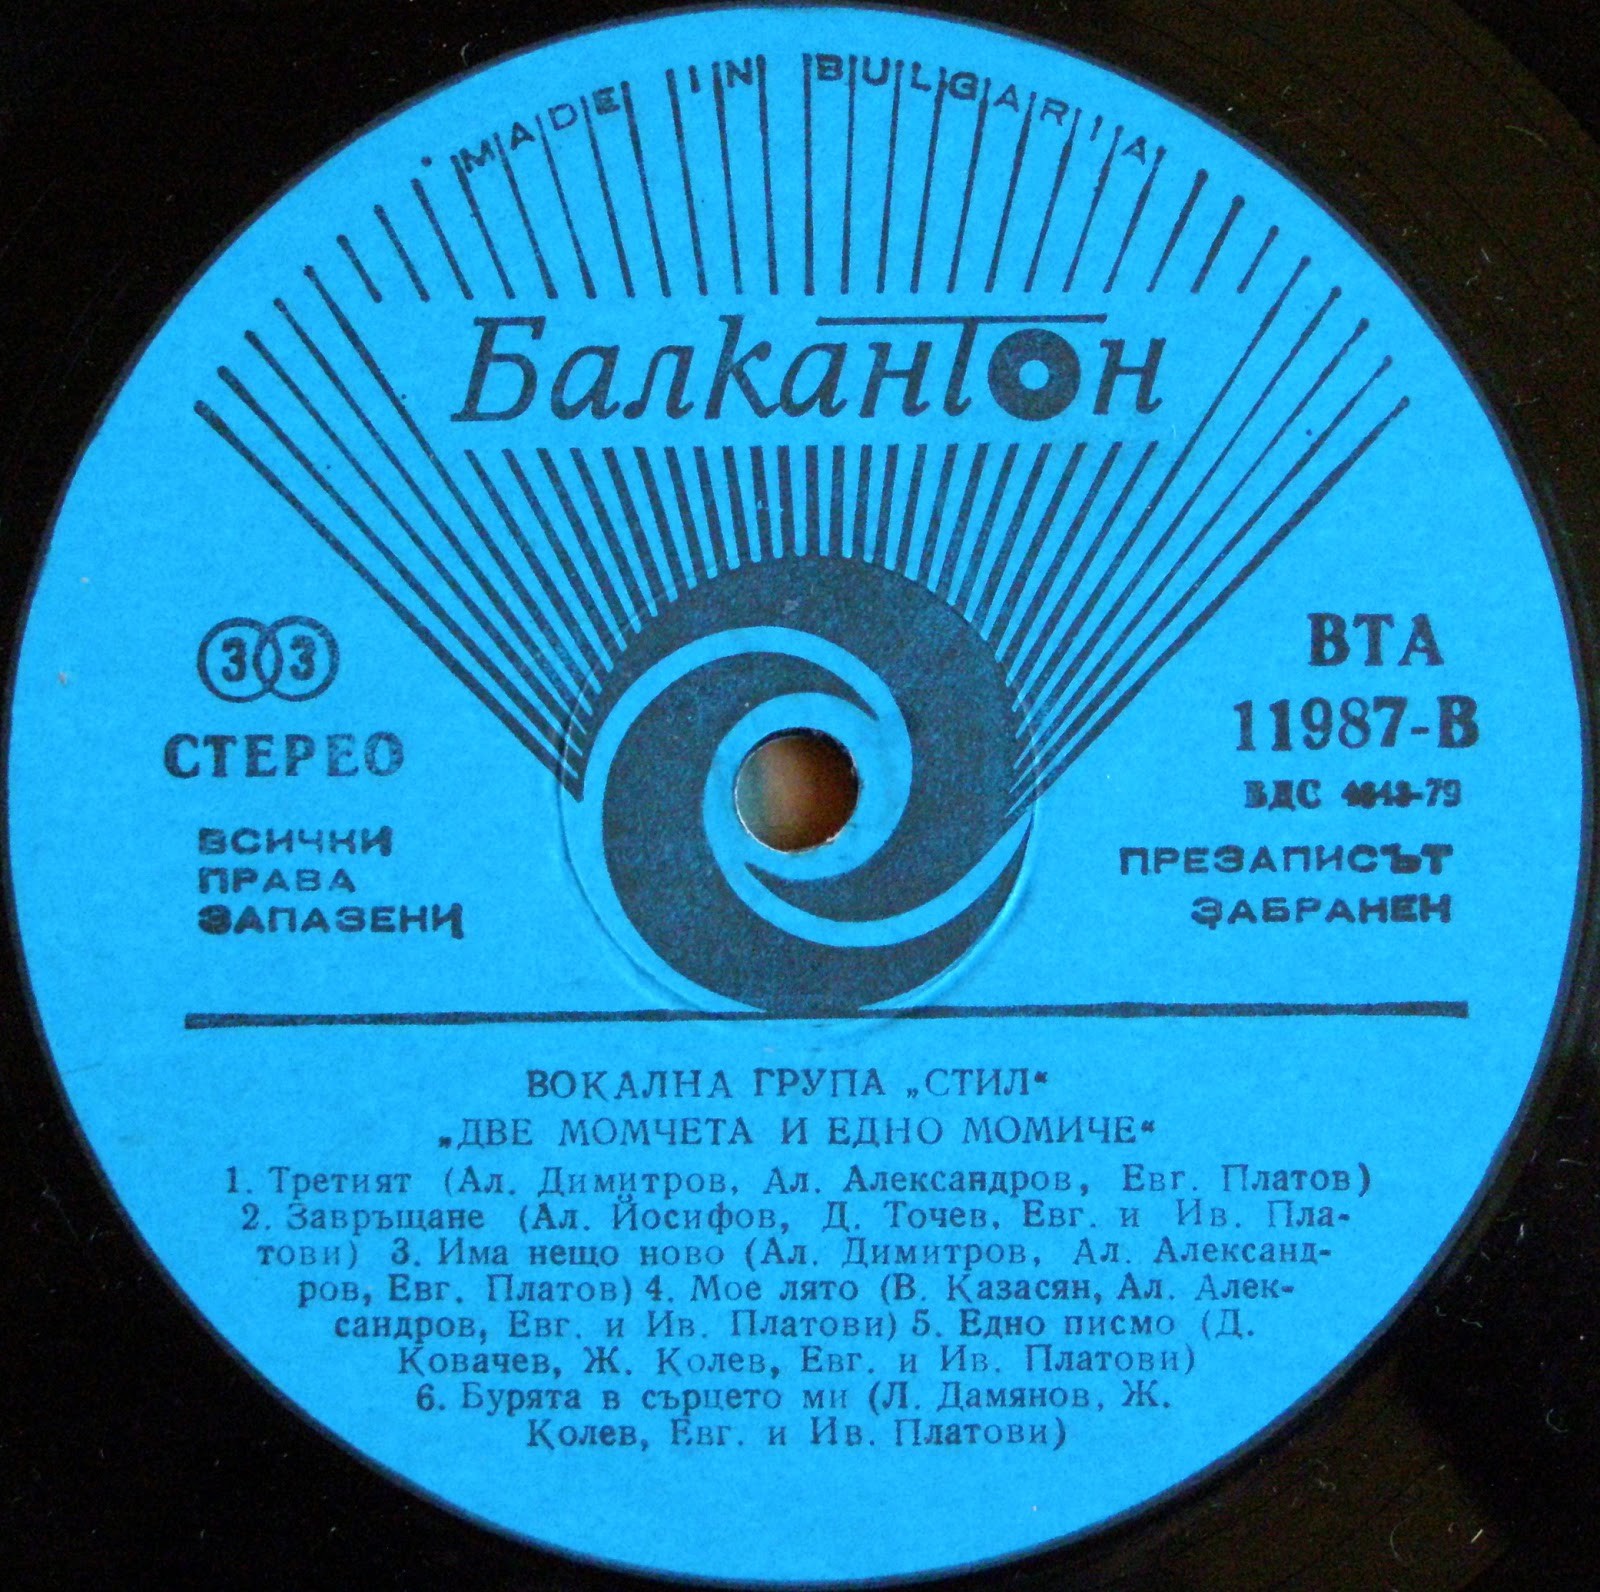 MADE IN BULGARIA
Балкантон
33
СТЕРЕО
ВСИЧКИ
ПРАВА
ЗАПАЗЕНИ
ВТА
11987-В
БДС
ПРЕЗАПИСЪТ
ЗАБРАНЕН
ВОКАЛНА ГРУПА „СТИЛ“
„ДВЕ МОМЧЕТА И ЕДНО МОМИЧЕ“
1. Третият (Ал. Димитров, Ал. Александров, Евг. Платов)
2. Завръщане (Ал. Йосифов, Д. Точев, Евг. и Ив. Пла-
тови) 3. Има нещо ново (Ал. Димитров, Ал. Александ-
ров, Евг. Платов) 4. Мое лято (В. Казасян, Ал. Алек-
сандров, Евг. и Ив. Платови) 5. Едно писмо (Д.
Ковачев, Ж. Колев, Евг. и Ив. Платови)
6. Бурята в сърцето ми (Л. Дамянов, Ж.
Колев, Евг. и Ив. Платови)